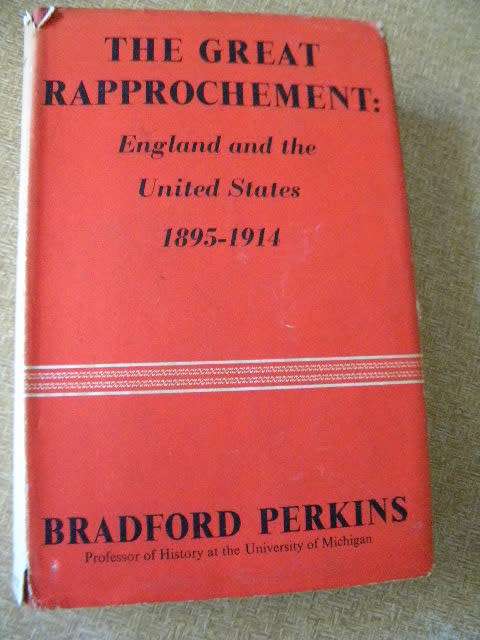 THE GREAT
RAPPROCHEMENT:
England and the
United States
1895-1914
BRADFORD PERKINS
Professor of History at the University of Michigan